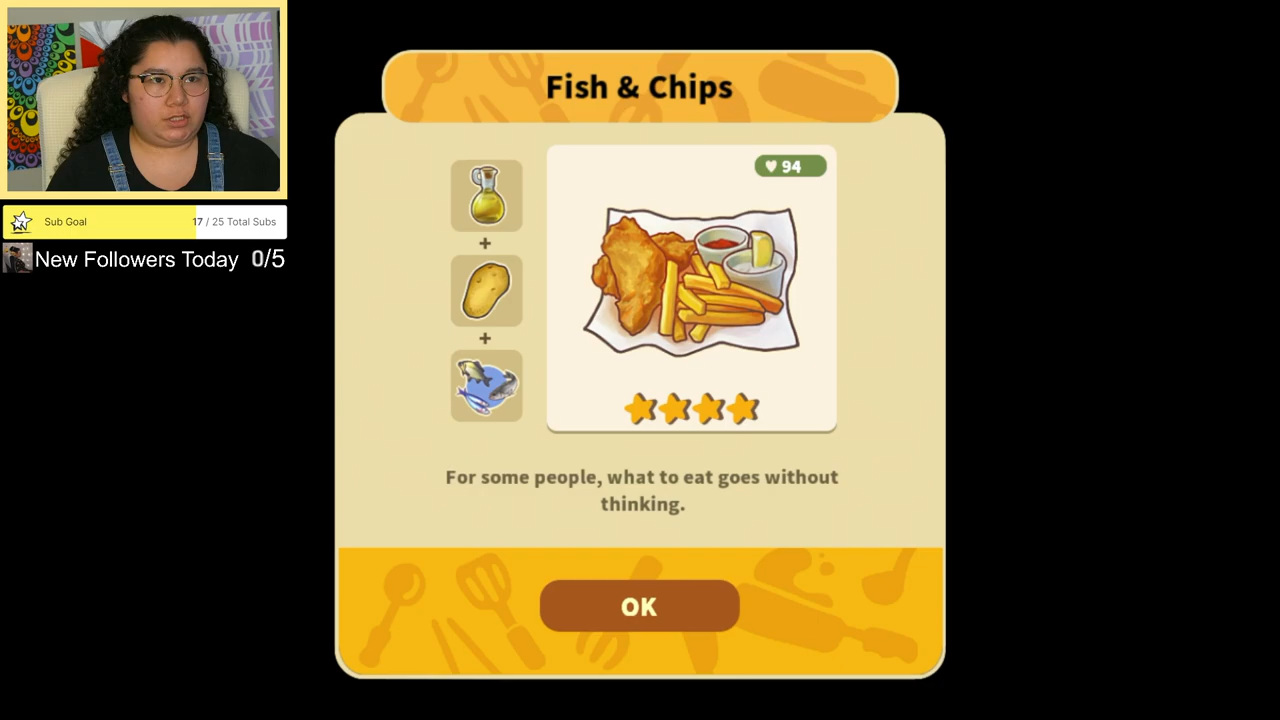 Fish & Chips
94
+
+
For some people, what to eat goes without
thinking.
OK
Sub Goal 17 / 25 Total Subs
New Followers Today 0/5